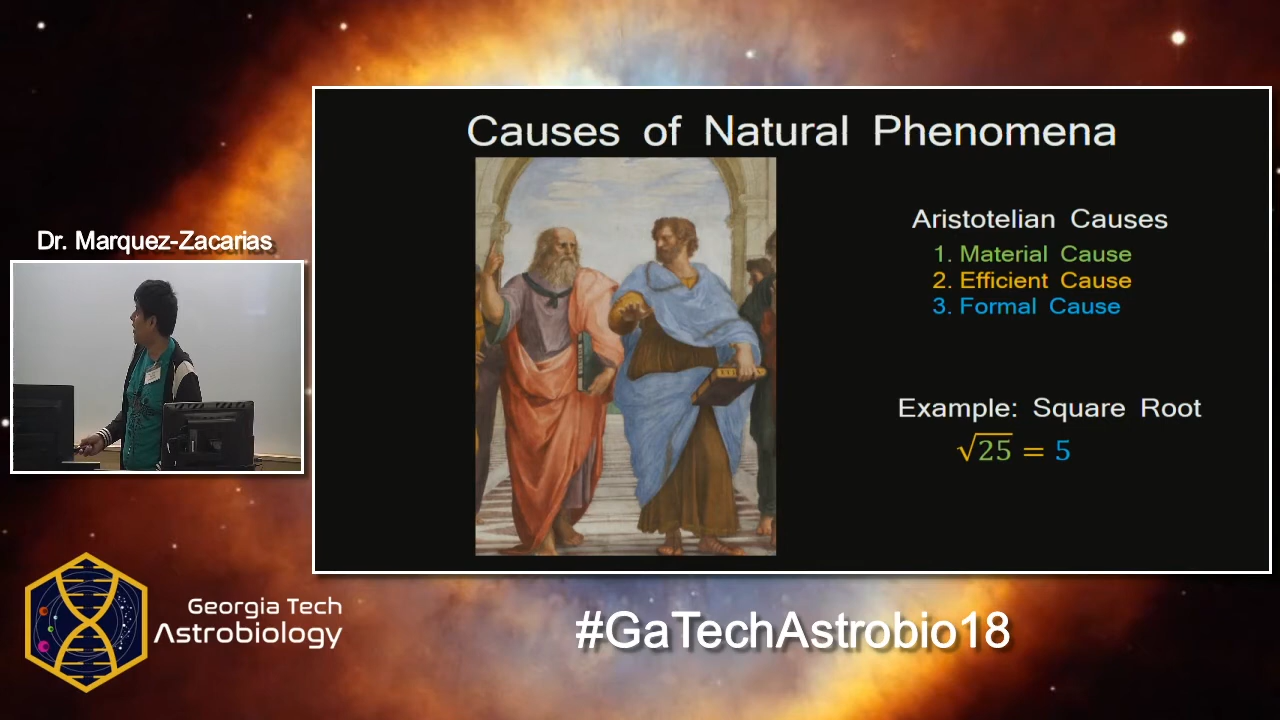 Causes of Natural Phenomena
Aristotelian Causes
1. Material Cause
2. Efficient Cause
3. Formal Cause
Example: Square Root
√25 = 5
Dr. Marquez-Zacarias
Georgia Tech
Astrobiology
#GaTechAstrobio18